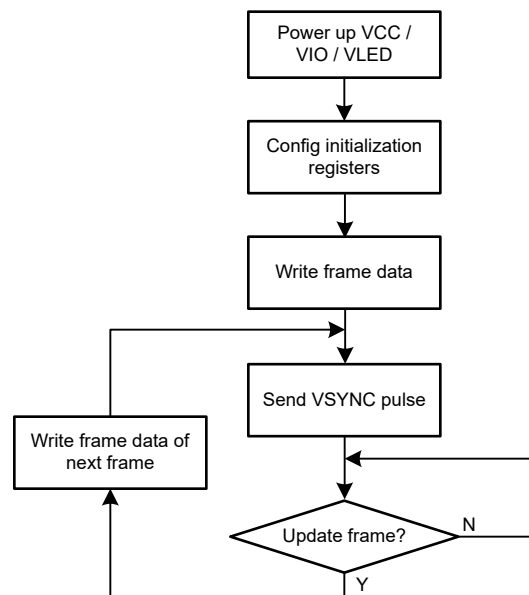 Power up VCC /
VIO / VLED
Config initialization
registers
Write frame data
Send VSYNC pulse
Write frame data of
next frame
Update frame?
N
Y